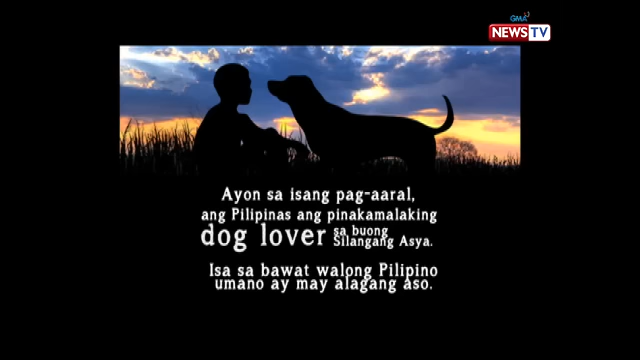 GMA
NEWS TV
Ayon sa isang pag-aaral,
ang Pilipinas ang pinakamalaking
dog lover sa buong
Silangang Asya.
Isa sa bawat walong Pilipino
umano ay may alagang aso.